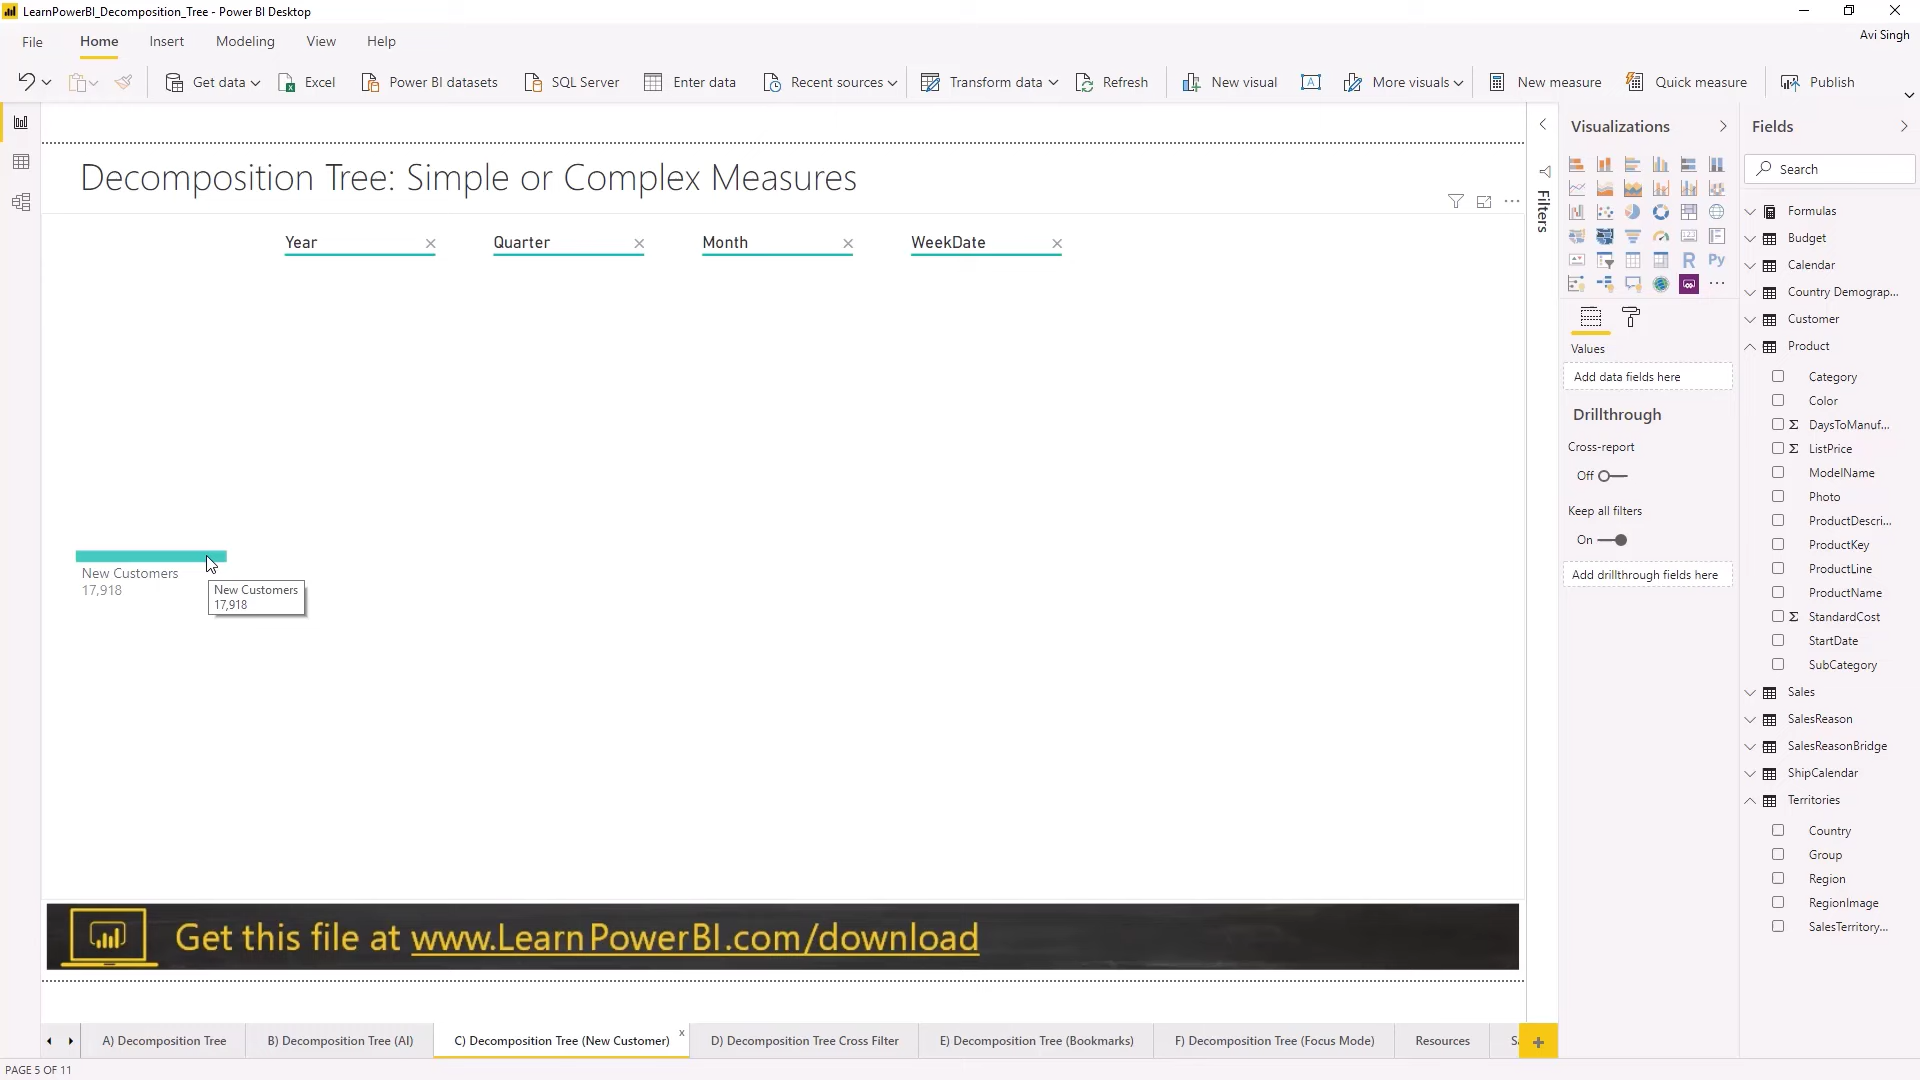 LearnPowerBI_Decomposition_Tree - Power BI Desktop
Avi Singh
File
Home
Insert
Modeling
View
Help
Get data
Excel
Power BI datasets
SQL Server
Enter data
Recent sources
Transform data
Refresh
New visual
More visuals
New measure
Quick measure
Publish
Decomposition Tree: Simple or Complex Measures
Year
Quarter
Month
WeekDate
New Customers
17,918
New Customers
17,918
Get this file at www.LearnPowerBI.com/download
Filters
Visualizations
R
Py
Values
Add data fields here
Drillthrough
Cross-report
Off
Keep all filters
On
Add drillthrough fields here
Fields
Search
Formulas
Budget
Calendar
Country Demograp...
Customer
Product
Category
Color
Σ DaysToManuf...
Σ ListPrice
ModelName
Photo
ProductDescri...
ProductKey
ProductLine
ProductName
Σ StandardCost
StartDate
SubCategory
Sales
SalesReason
SalesReasonBridge
ShipCalendar
Territories
Country
Group
Region
RegionImage
SalesTerritory...
A) Decomposition Tree
B) Decomposition Tree (AI)
C) Decomposition Tree (New Customer)
D) Decomposition Tree Cross Filter
E) Decomposition Tree (Bookmarks)
F) Decomposition Tree (Focus Mode)
Resources
PAGE 5 OF 11